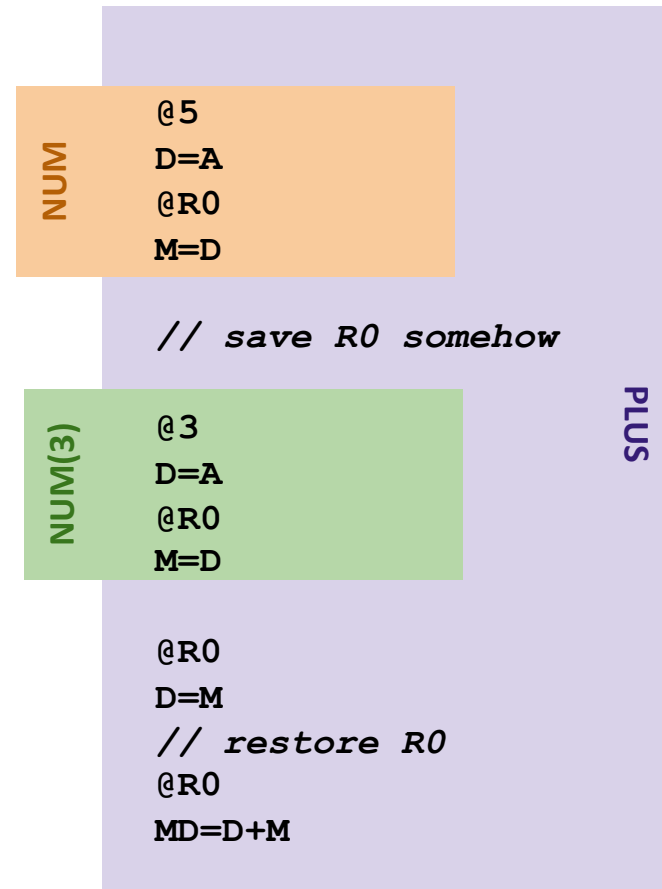 NUM
@5
D=A
@R0
M=D
// save R0 somehow
PLUS
NUM(3)
@3
D=A
@R0
M=D
@R0
D=M
// restore R0
@R0
MD=D+M